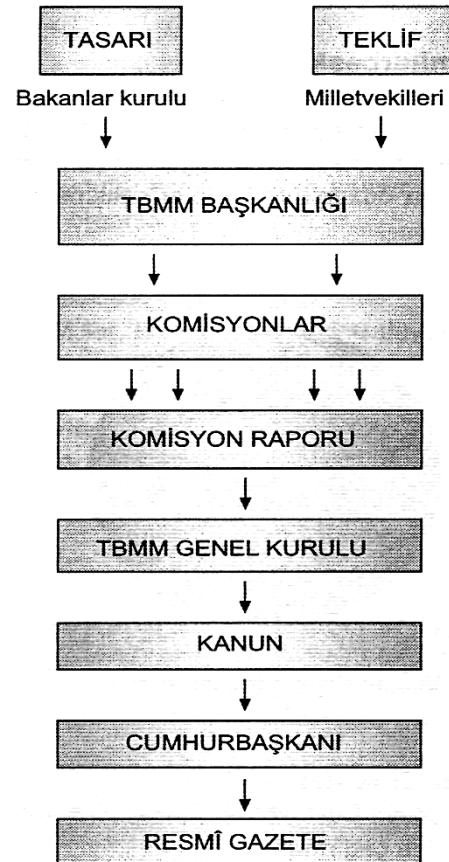 TASARI
TEKLİF
Bakanlar kurulu
Milletvekilleri
TBMM BAŞKANLIĞI
KOMİSYONLAR
KOMİSYON RAPORU
TBMM GENEL KURULU
KANUN
CUMHURBAŞKANI
RESMÎ GAZETE